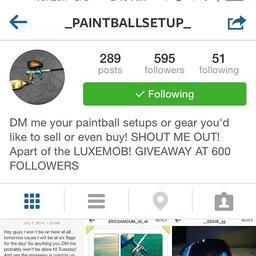 _PAINTBALLSETUP_
289
595
51
posts
followers
following
Following
DM me your paintball setups or gear you'd
like to sell or even buy! SHOUT ME OUT!
Apart of the LUXEMOB! GIVEAWAY AT 600
FOLLOWERS
Hey guys I won't be on here at all
tomorrow cause I will be at six flags
for the day! So anything you DM me
probably won't be done till Tuesday!